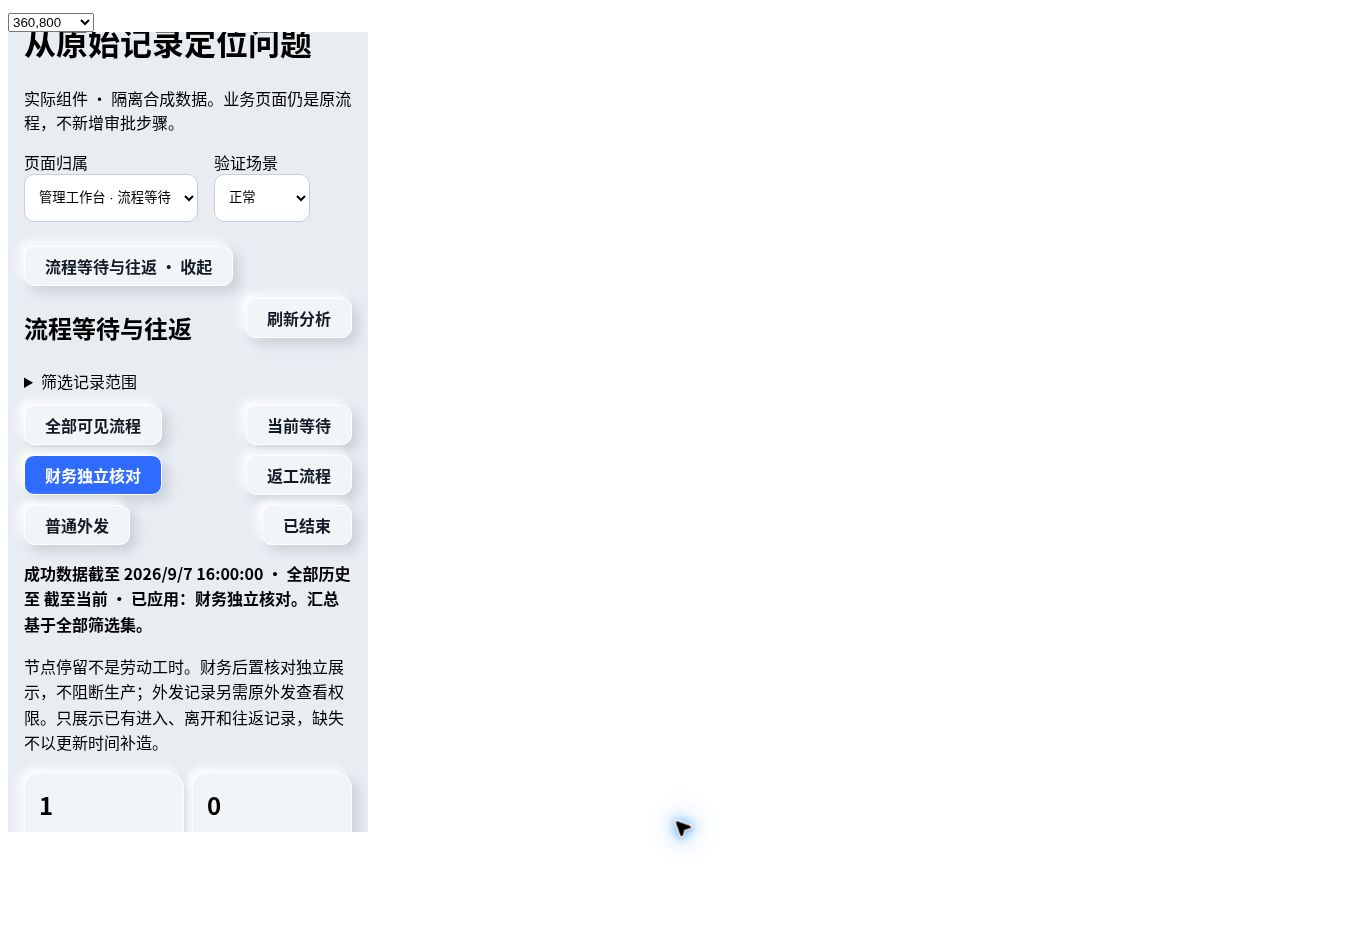 360,800
从原始记录定位问题
实际组件 · 隔离合成数据。业务页面仍是原流
程，不新增审批步骤。
页面归属
验证场景
管理工作台 · 流程等待
正常
流程等待与往返 · 收起
刷新分析
流程等待与往返
筛选记录范围
全部可见流程
当前等待
财务独立核对
返工流程
普通外发
已结束
成功数据截至 2026/9/7 16:00:00 · 全部历史
至 截至当前 · 已应用：财务独立核对。汇总
基于全部筛选集。
节点停留不是劳动工时。财务后置核对独立展
示，不阻断生产；外发记录另需原外发查看权
限。只展示已有进入、离开和往返记录，缺失
不以更新时间补造。
1
0